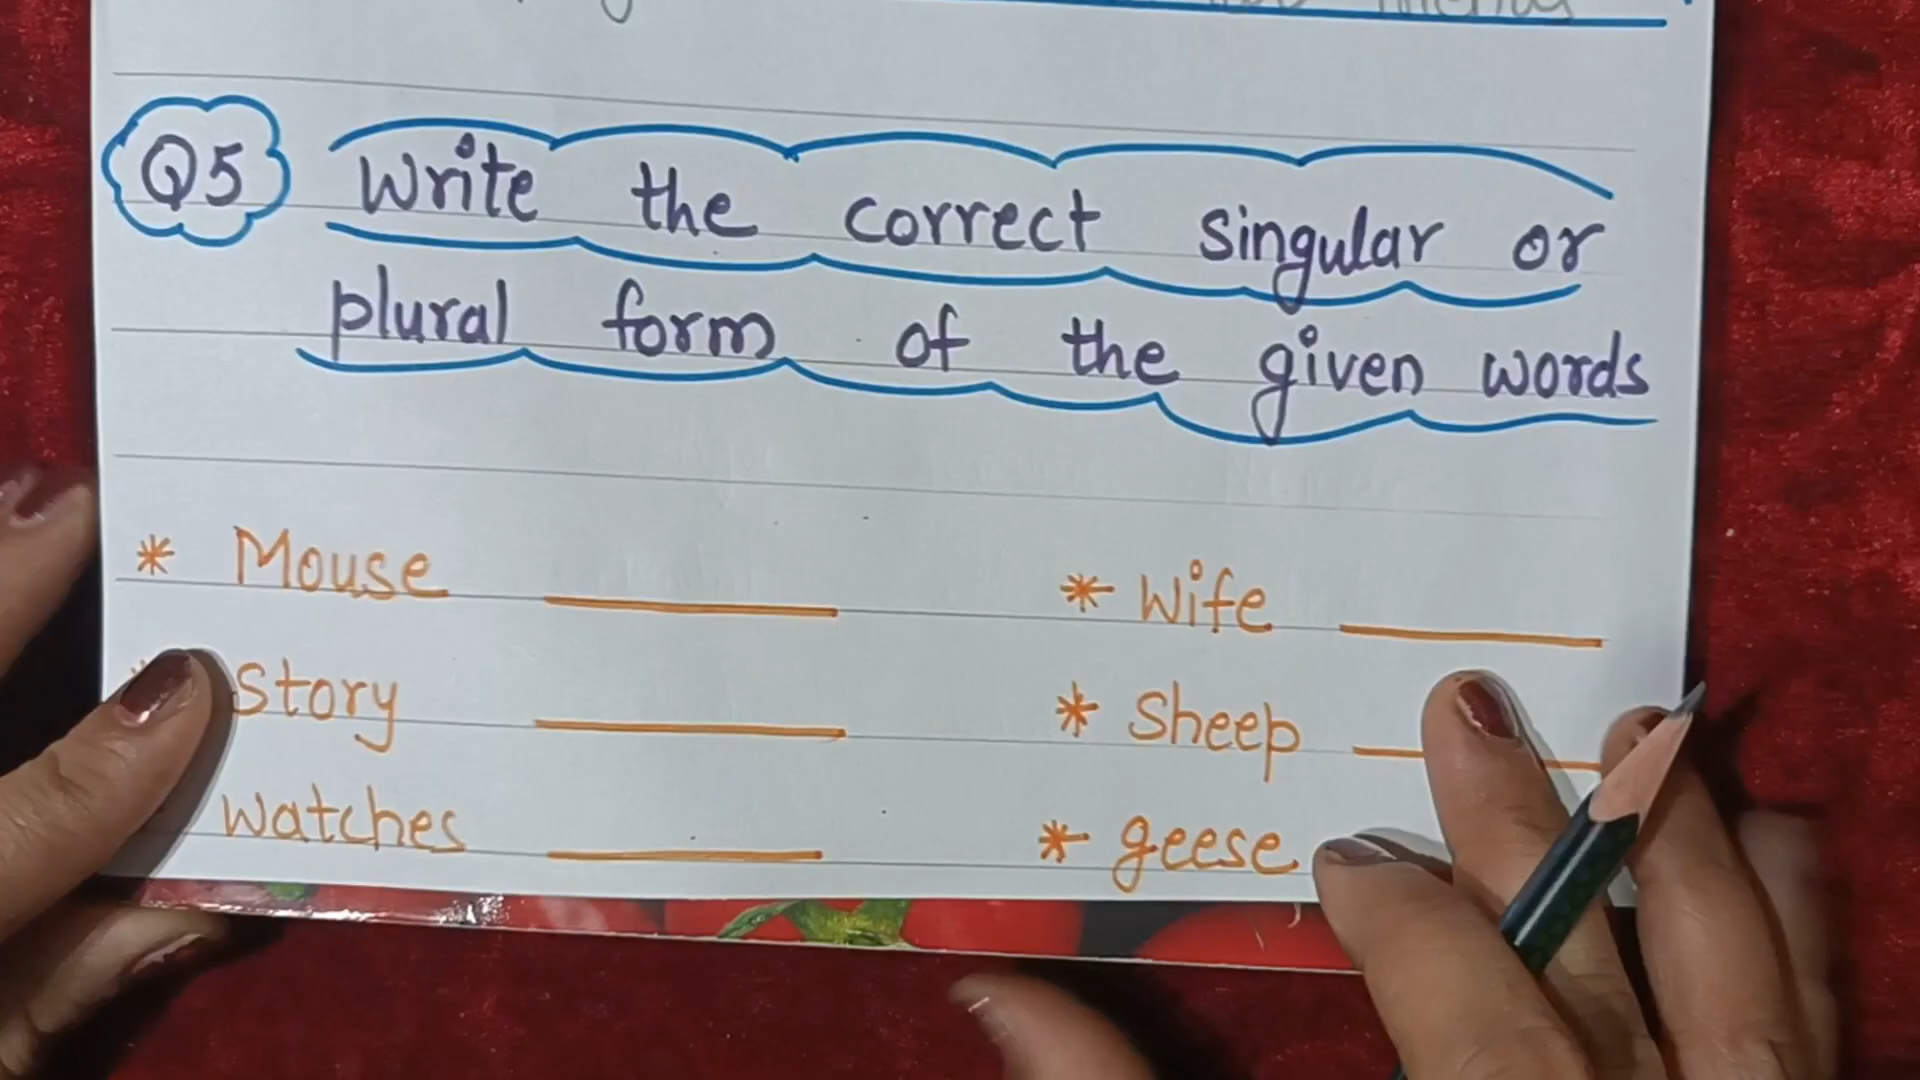 Q5 Write the correct singular or
plural form of the given words
* Mouse
* Wife
* Story
* Sheep
watches
* geese